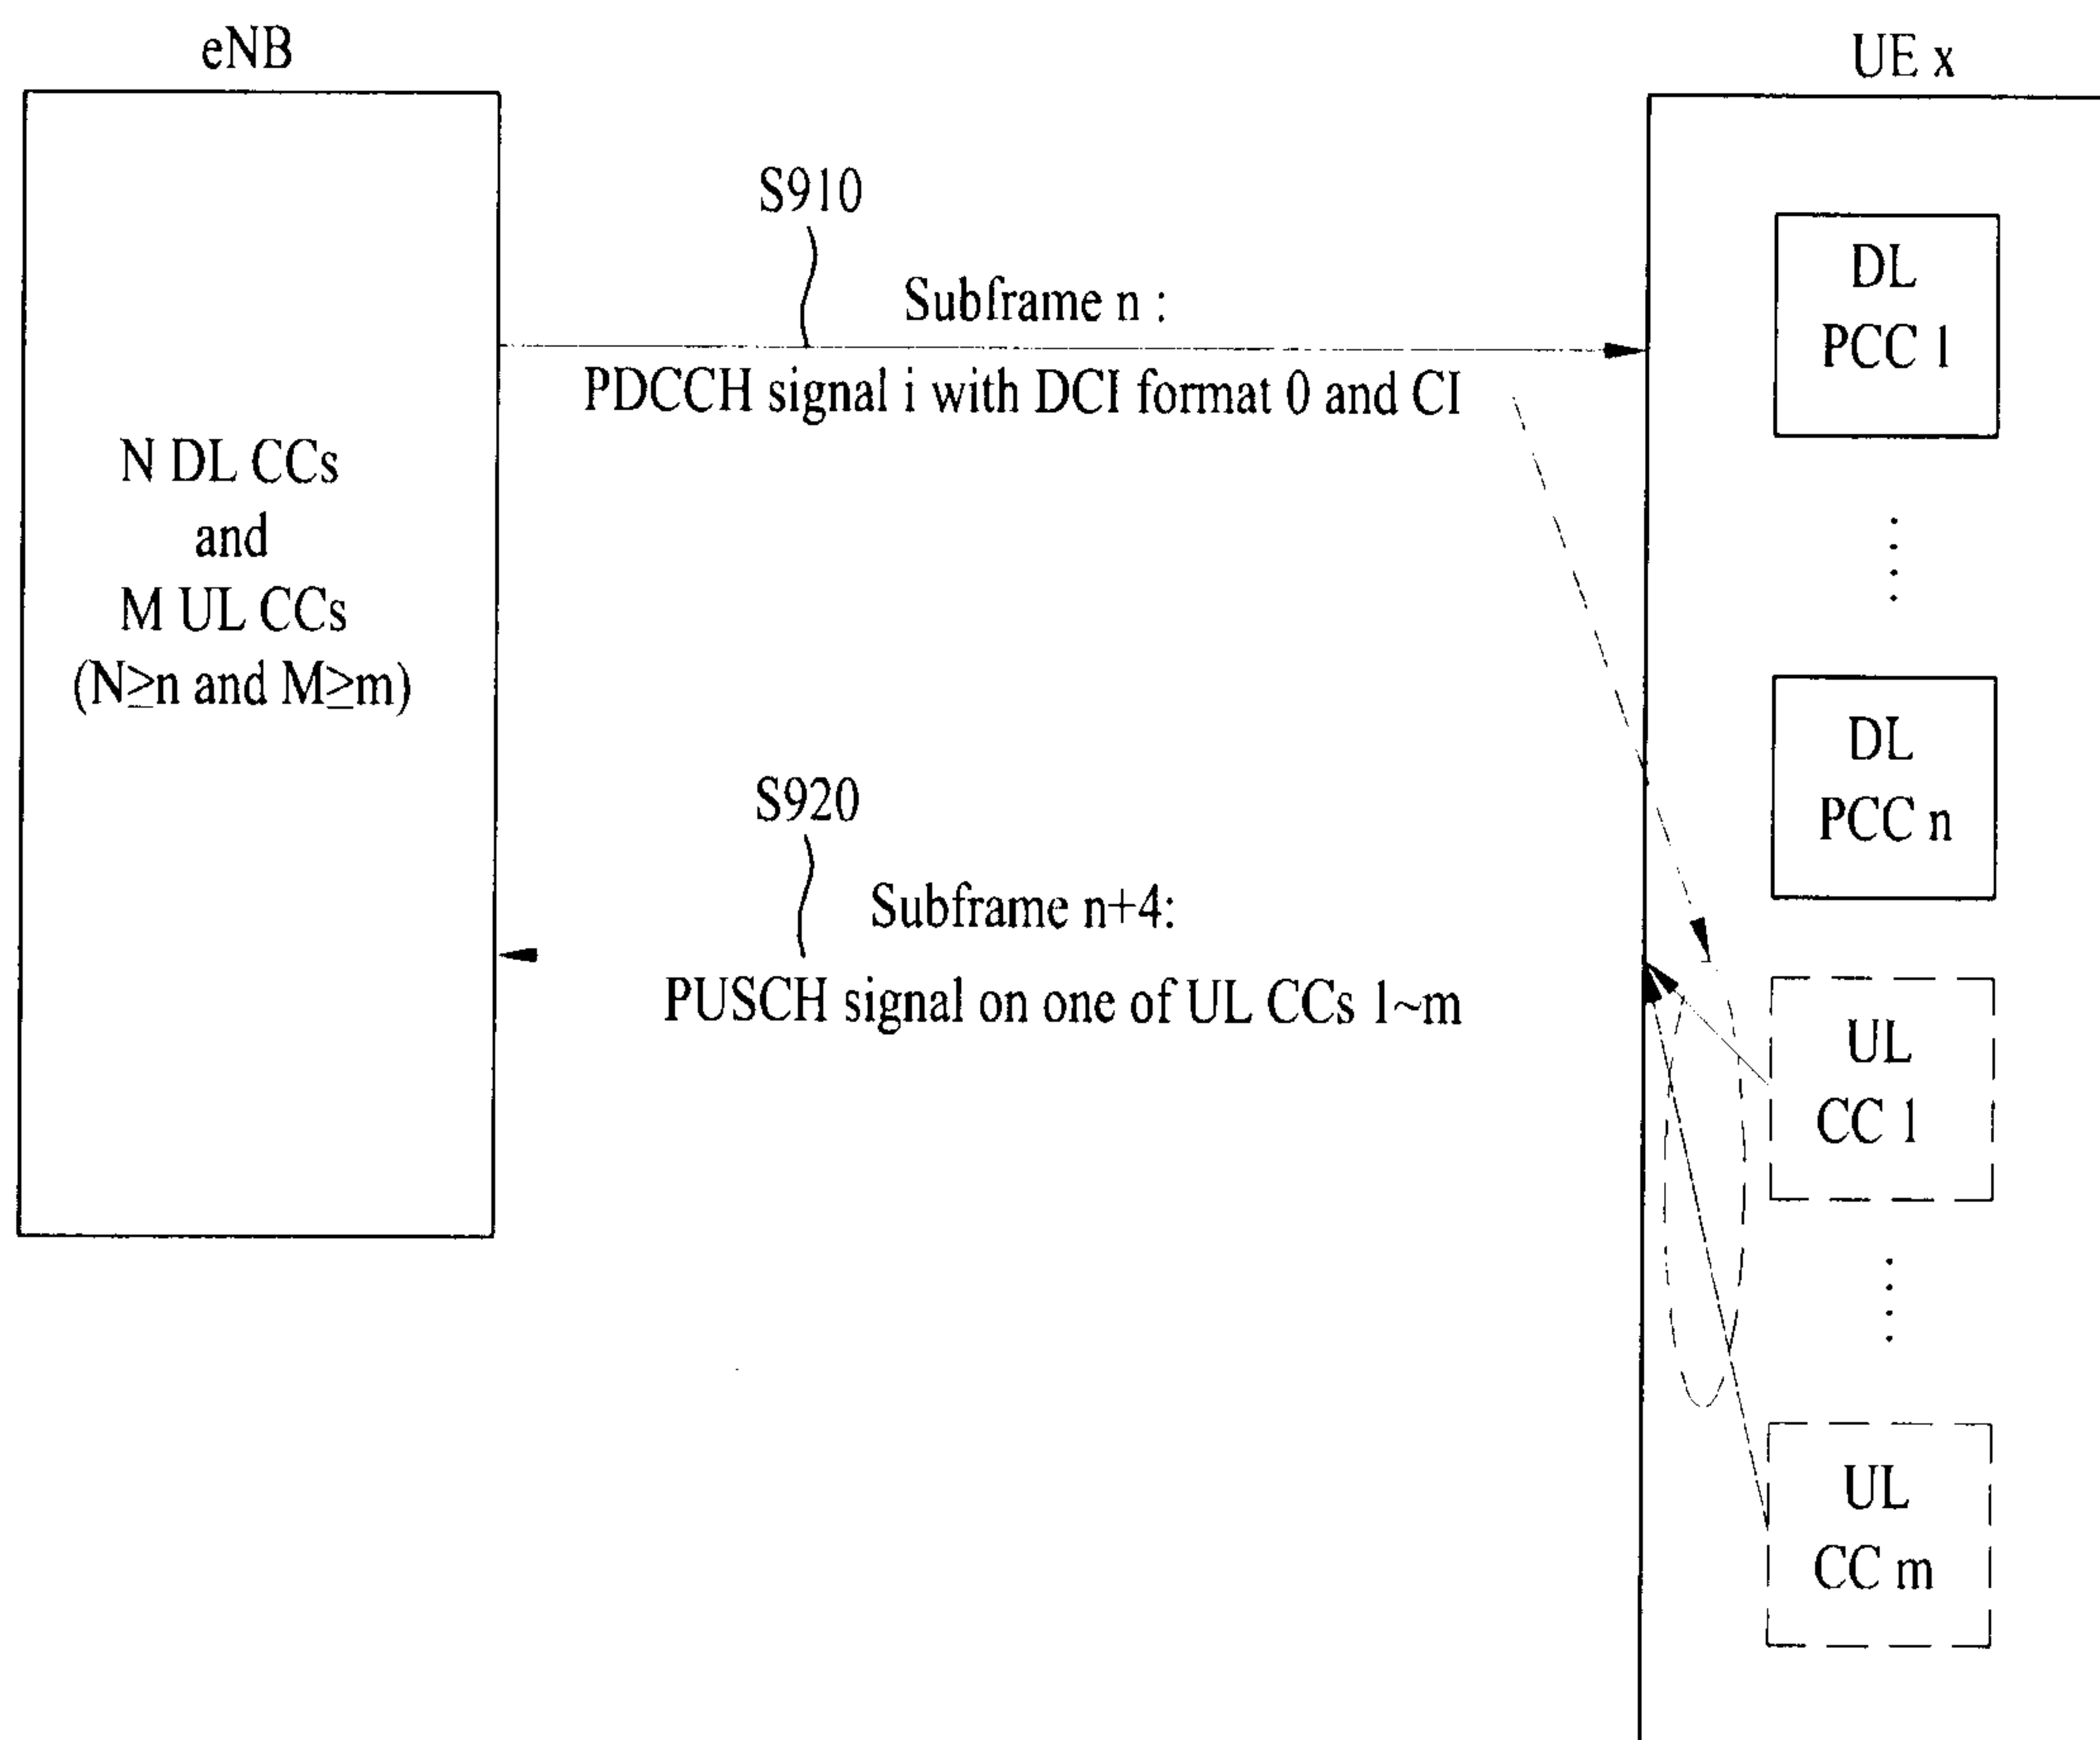 eNB
UE x
N DL CCs
and
M UL CCs
(N≥n and M≥m)
S910
Subframe n :
PDCCH signal i with DCI format 0 and CI
S920
Subframe n+4:
PUSCH signal on one of UL CCs 1~m
DL
PCC 1
DL
PCC n
UL
CC 1
UL
CC m